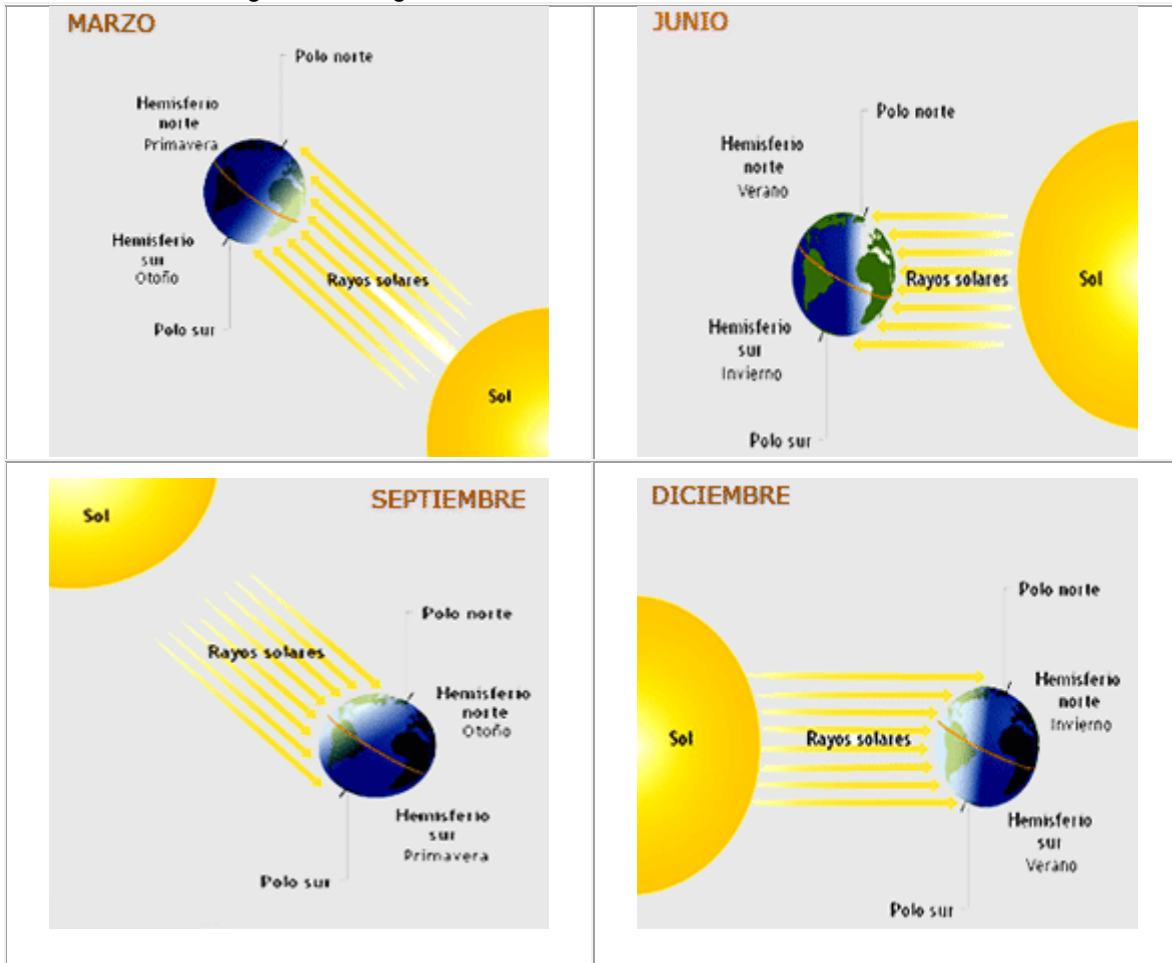 MARZO
Polo norte
Hemisferio
norte
Primavera
Hemisferio
sur
Otoño
Rayos solares
Polo sur
Sol
JUNIO
Polo norte
Hemisferio
norte
Verano
Rayos solares
Sol
Hemisferio
sur
Invierno
Polo sur
SEPTIEMBRE
Sol
Polo norte
Rayos solares
Hemisferio
norte
Otoño
Hemisferio
sur
Primavera
Polo sur
DICIEMBRE
Polo norte
Hemisferio
norte
Invierno
Sol
Rayos solares
Hemisferio
sur
Verano
Polo sur